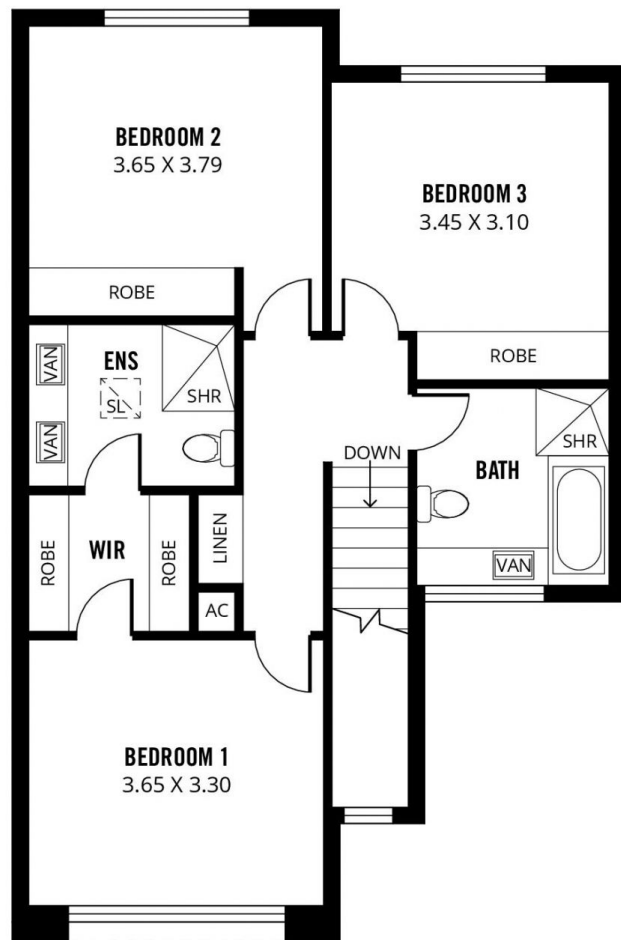 BEDROOM 2
3.65 X 3.79
BEDROOM 3
3.45 X 3.10
ROBE
ROBE
VAN
ENS
SL
SHR
VAN
DOWN
SHR
BATH
ROBE
WIR
ROBE
LINEN
VAN
AC
BEDROOM 1
3.65 X 3.30